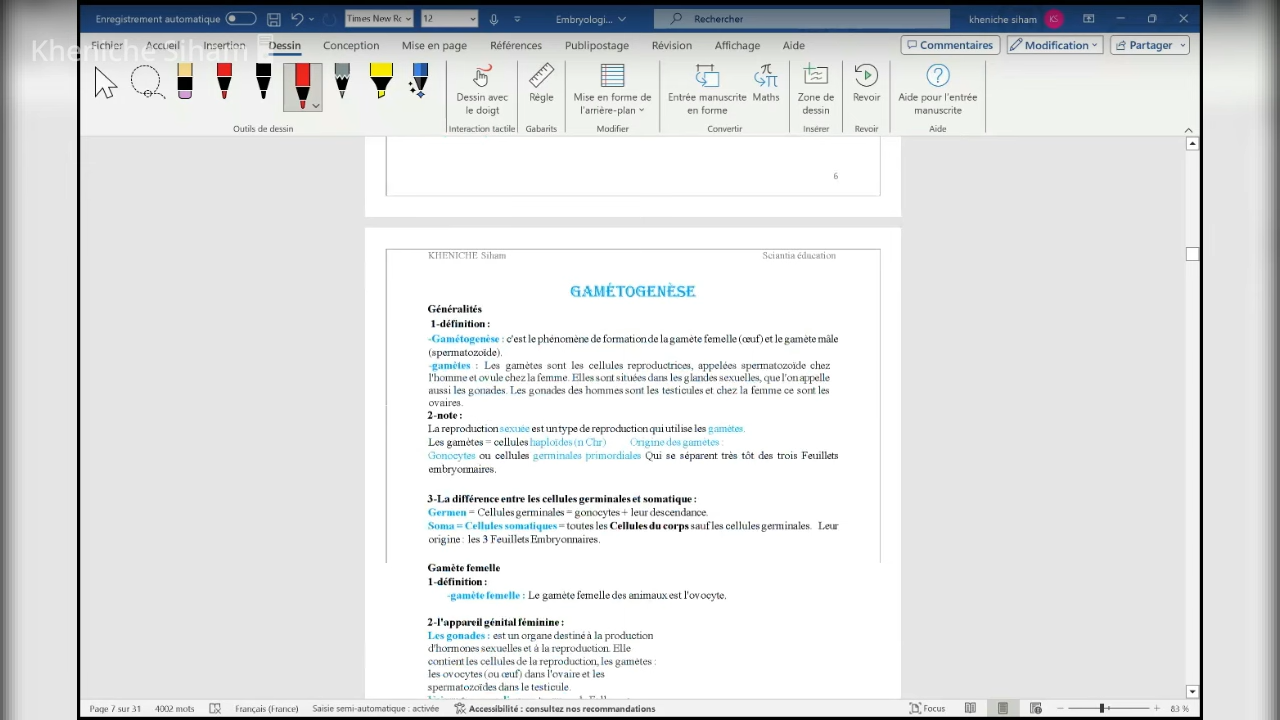 Enregistrement automatique
Times New Ro
12
Embryologi...
Rechercher
kheniche siham
KS
Fichier
Accueil
Insertion
Dessin
Conception
Mise en page
Références
Publipostage
Révision
Affichage
Aide
Commentaires
Modification
Partager
Kheniche Siham
Dessin avec le doigt
Règle
Mise en forme de l'arrière-plan
Entrée manuscrite en forme
Maths
Zone de dessin
Revoir
Aide pour l'entrée manuscrite
Outils de dessin
Interaction tactile
Gabarits
Modifier
Convertir
Insérer
Revoir
Aide
6
KHENICHE Siham
Sciantia éducation
GAMÈTOGENÈSE
Généralités
1-définition :
-Gamétogenèse : c'est le phénomène de formation de la gamète femelle (œuf) et le gamète mâle
(spermatozoïde).
-gamètes : Les gamètes sont les cellules reproductrices, appelées spermatozoïde chez
l'homme et ovule chez la femme. Elles sont situées dans les glandes sexuelles, que l'on appelle
aussi les gonades. Les gonades des hommes sont les testicules et chez la femme ce sont les
ovaires.
2-note :
La reproduction sexuée est un type de reproduction qui utilise les gamètes.
Les gamètes = cellules haploïdes (n Chr) Origine des gamètes :
Gonocytes ou cellules germinales primordiales Qui se séparent très tôt des trois Feuillets
embryonnaires.
3-La différence entre les cellules germinales et somatique :
Germen = Cellules germinales = gonocytes + leur descendance.
Soma = Cellules somatiques = toutes les Cellules du corps sauf les cellules germinales. Leur
origine : les 3 Feuillets Embryonnaires.
Gamète femelle
1-définition :
-gamète femelle : Le gamète femelle des animaux est l'ovocyte.
2-l'appareil génital féminine :
Les gonades : est un organe destiné à la production
d'hormones sexuelles et à la reproduction. Elle
contient les cellules de la reproduction, les gamètes :
les ovocytes (ou œuf) dans l'ovaire et les
spermatozoïdes dans le testicule.
Page 7 sur 31
4002 mots
Français (France)
Saisie semi-automatique : activée
Accessibilité : consultez nos recommandations
Focus
83 %